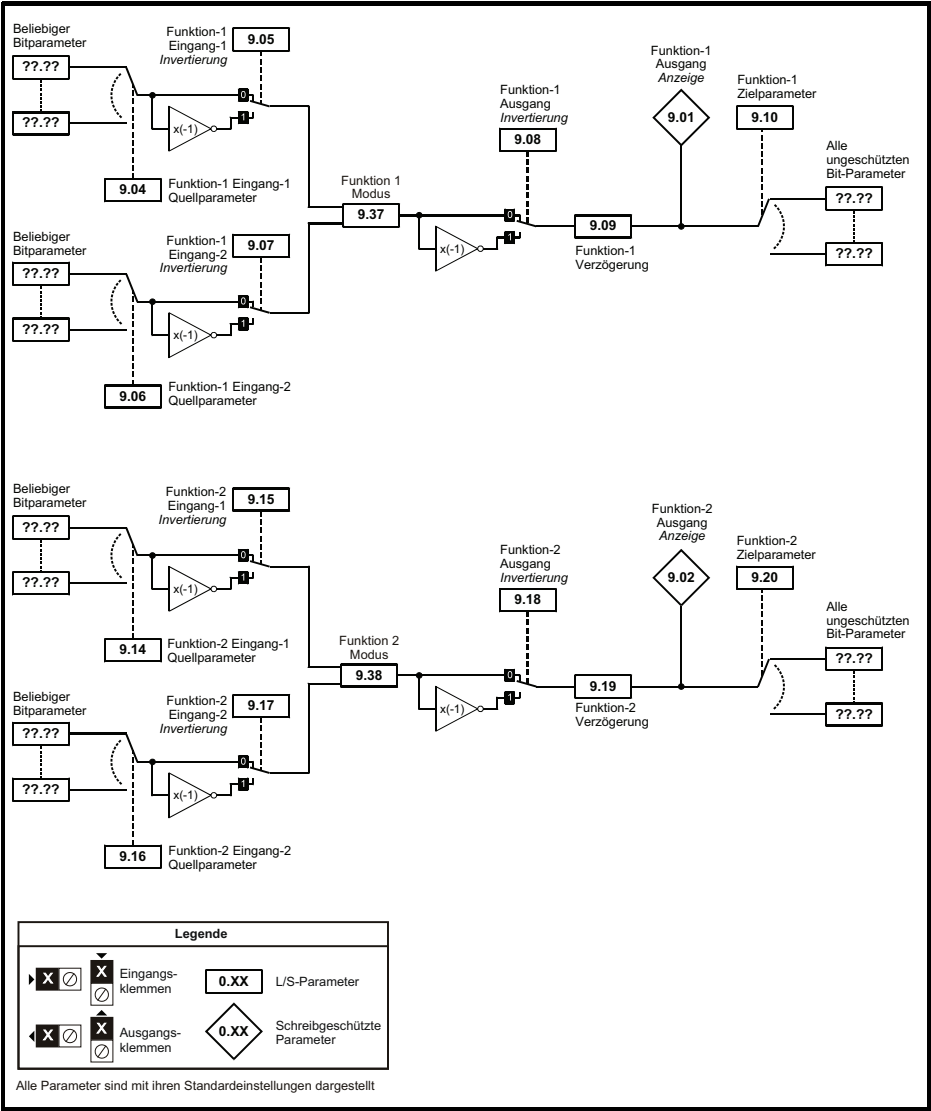 Beliebiger
Bitparameter
??.??
??.??
Funktion-1
Eingang-1
Invertierung
9.05
0
1
x(-1)
9.04
Funktion-1 Eingang-1
Quellparameter
Beliebiger
Bitparameter
??.??
??.??
Funktion-1
Eingang-2
Invertierung
9.07
0
1
x(-1)
9.06
Funktion-1 Eingang-2
Quellparameter
Funktion 1
Modus
9.37
Funktion-1
Ausgang
Invertierung
9.08
0
1
x(-1)
9.09
Funktion-1
Verzögerung
Funktion-1
Ausgang
Anzeige
9.01
Funktion-1
Zielparameter
9.10
Alle
ungeschützten
Bit-Parameter
??.??
??.??
Beliebiger
Bitparameter
??.??
??.??
Funktion-2
Eingang-1
Invertierung
9.15
0
1
x(-1)
9.14
Funktion-2 Eingang-1
Quellparameter
Beliebiger
Bitparameter
??.??
??.??
Funktion-2
Eingang-2
Invertierung
9.17
0
1
x(-1)
9.16
Funktion-2 Eingang-2
Quellparameter
Funktion 2
Modus
9.38
Funktion-2
Ausgang
Invertierung
9.18
0
1
x(-1)
9.19
Funktion-2
Verzögerung
Funktion-2
Ausgang
Anzeige
9.02
Funktion-2
Zielparameter
9.20
Alle
ungeschützten
Bit-Parameter
??.??
??.??
Legende
X
X
Eingangs-
klemmen
0.XX
L/S-Parameter
X
X
Ausgangs-
klemmen
0.XX
Schreibgeschützte
Parameter
Alle Parameter sind mit ihren Standardeinstellungen dargestellt